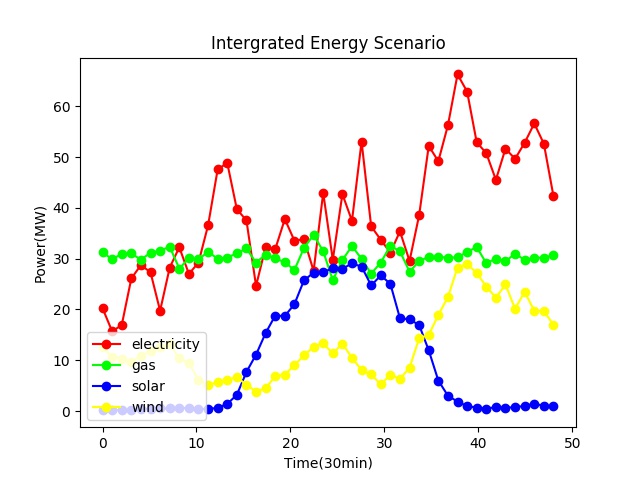 Intergrated Energy Scenario
Power(MW)
60
50
40
30
20
10
0
electricity
gas
solar
wind
0 10 20 30 40 50
Time(30min)